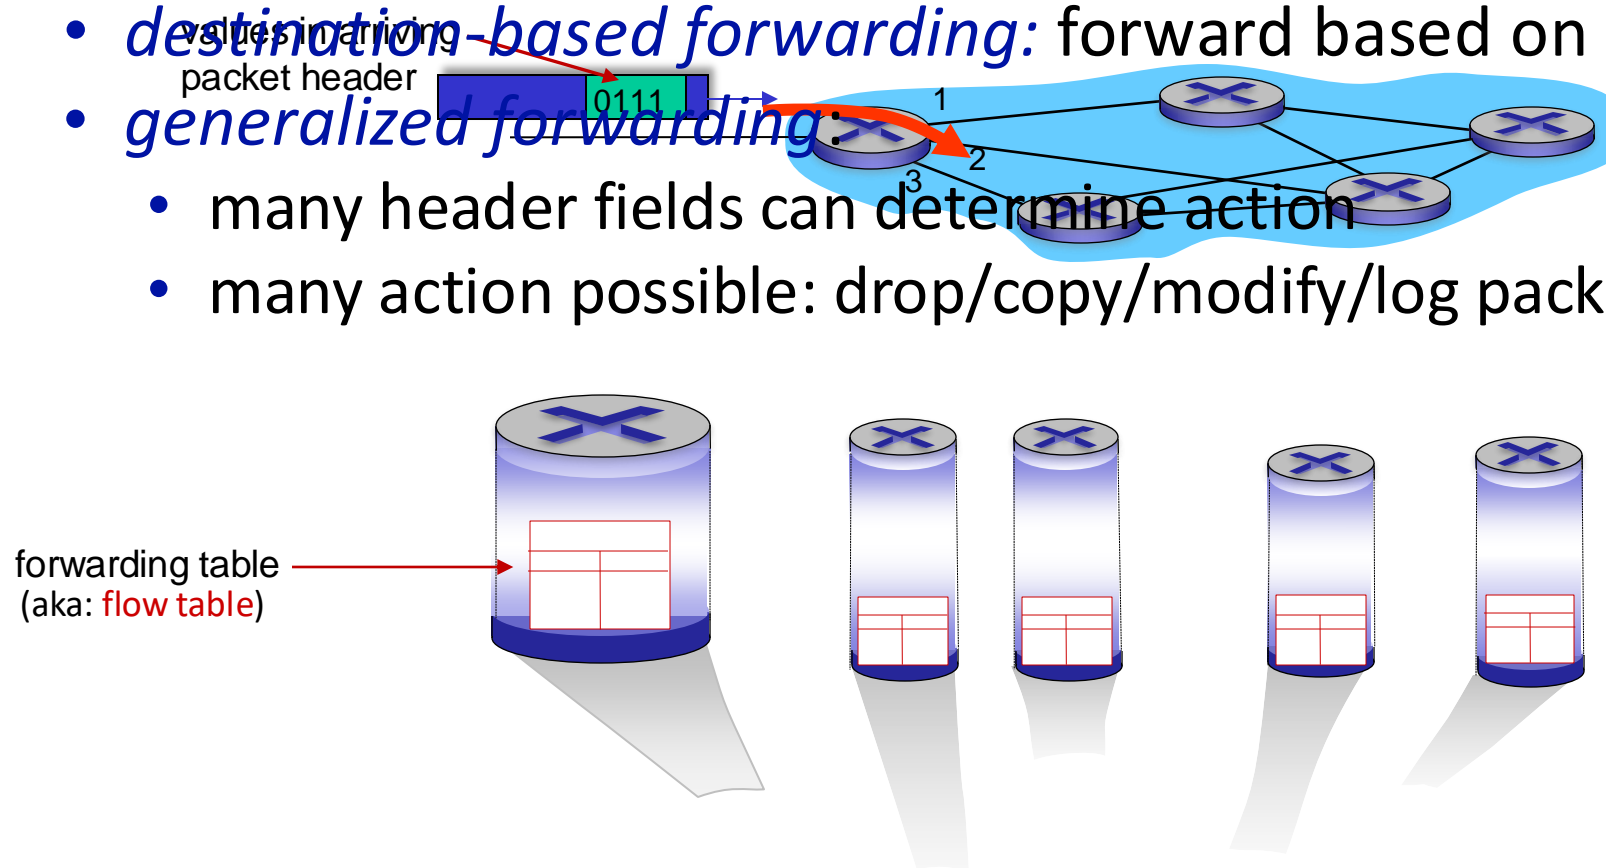 • destination-based forwarding: forward based on
values in arriving
packet header
0111
• generalized forwarding:
• many header fields can determine action
• many action possible: drop/copy/modify/log pack
1
2
3
forwarding table
(aka: flow table)